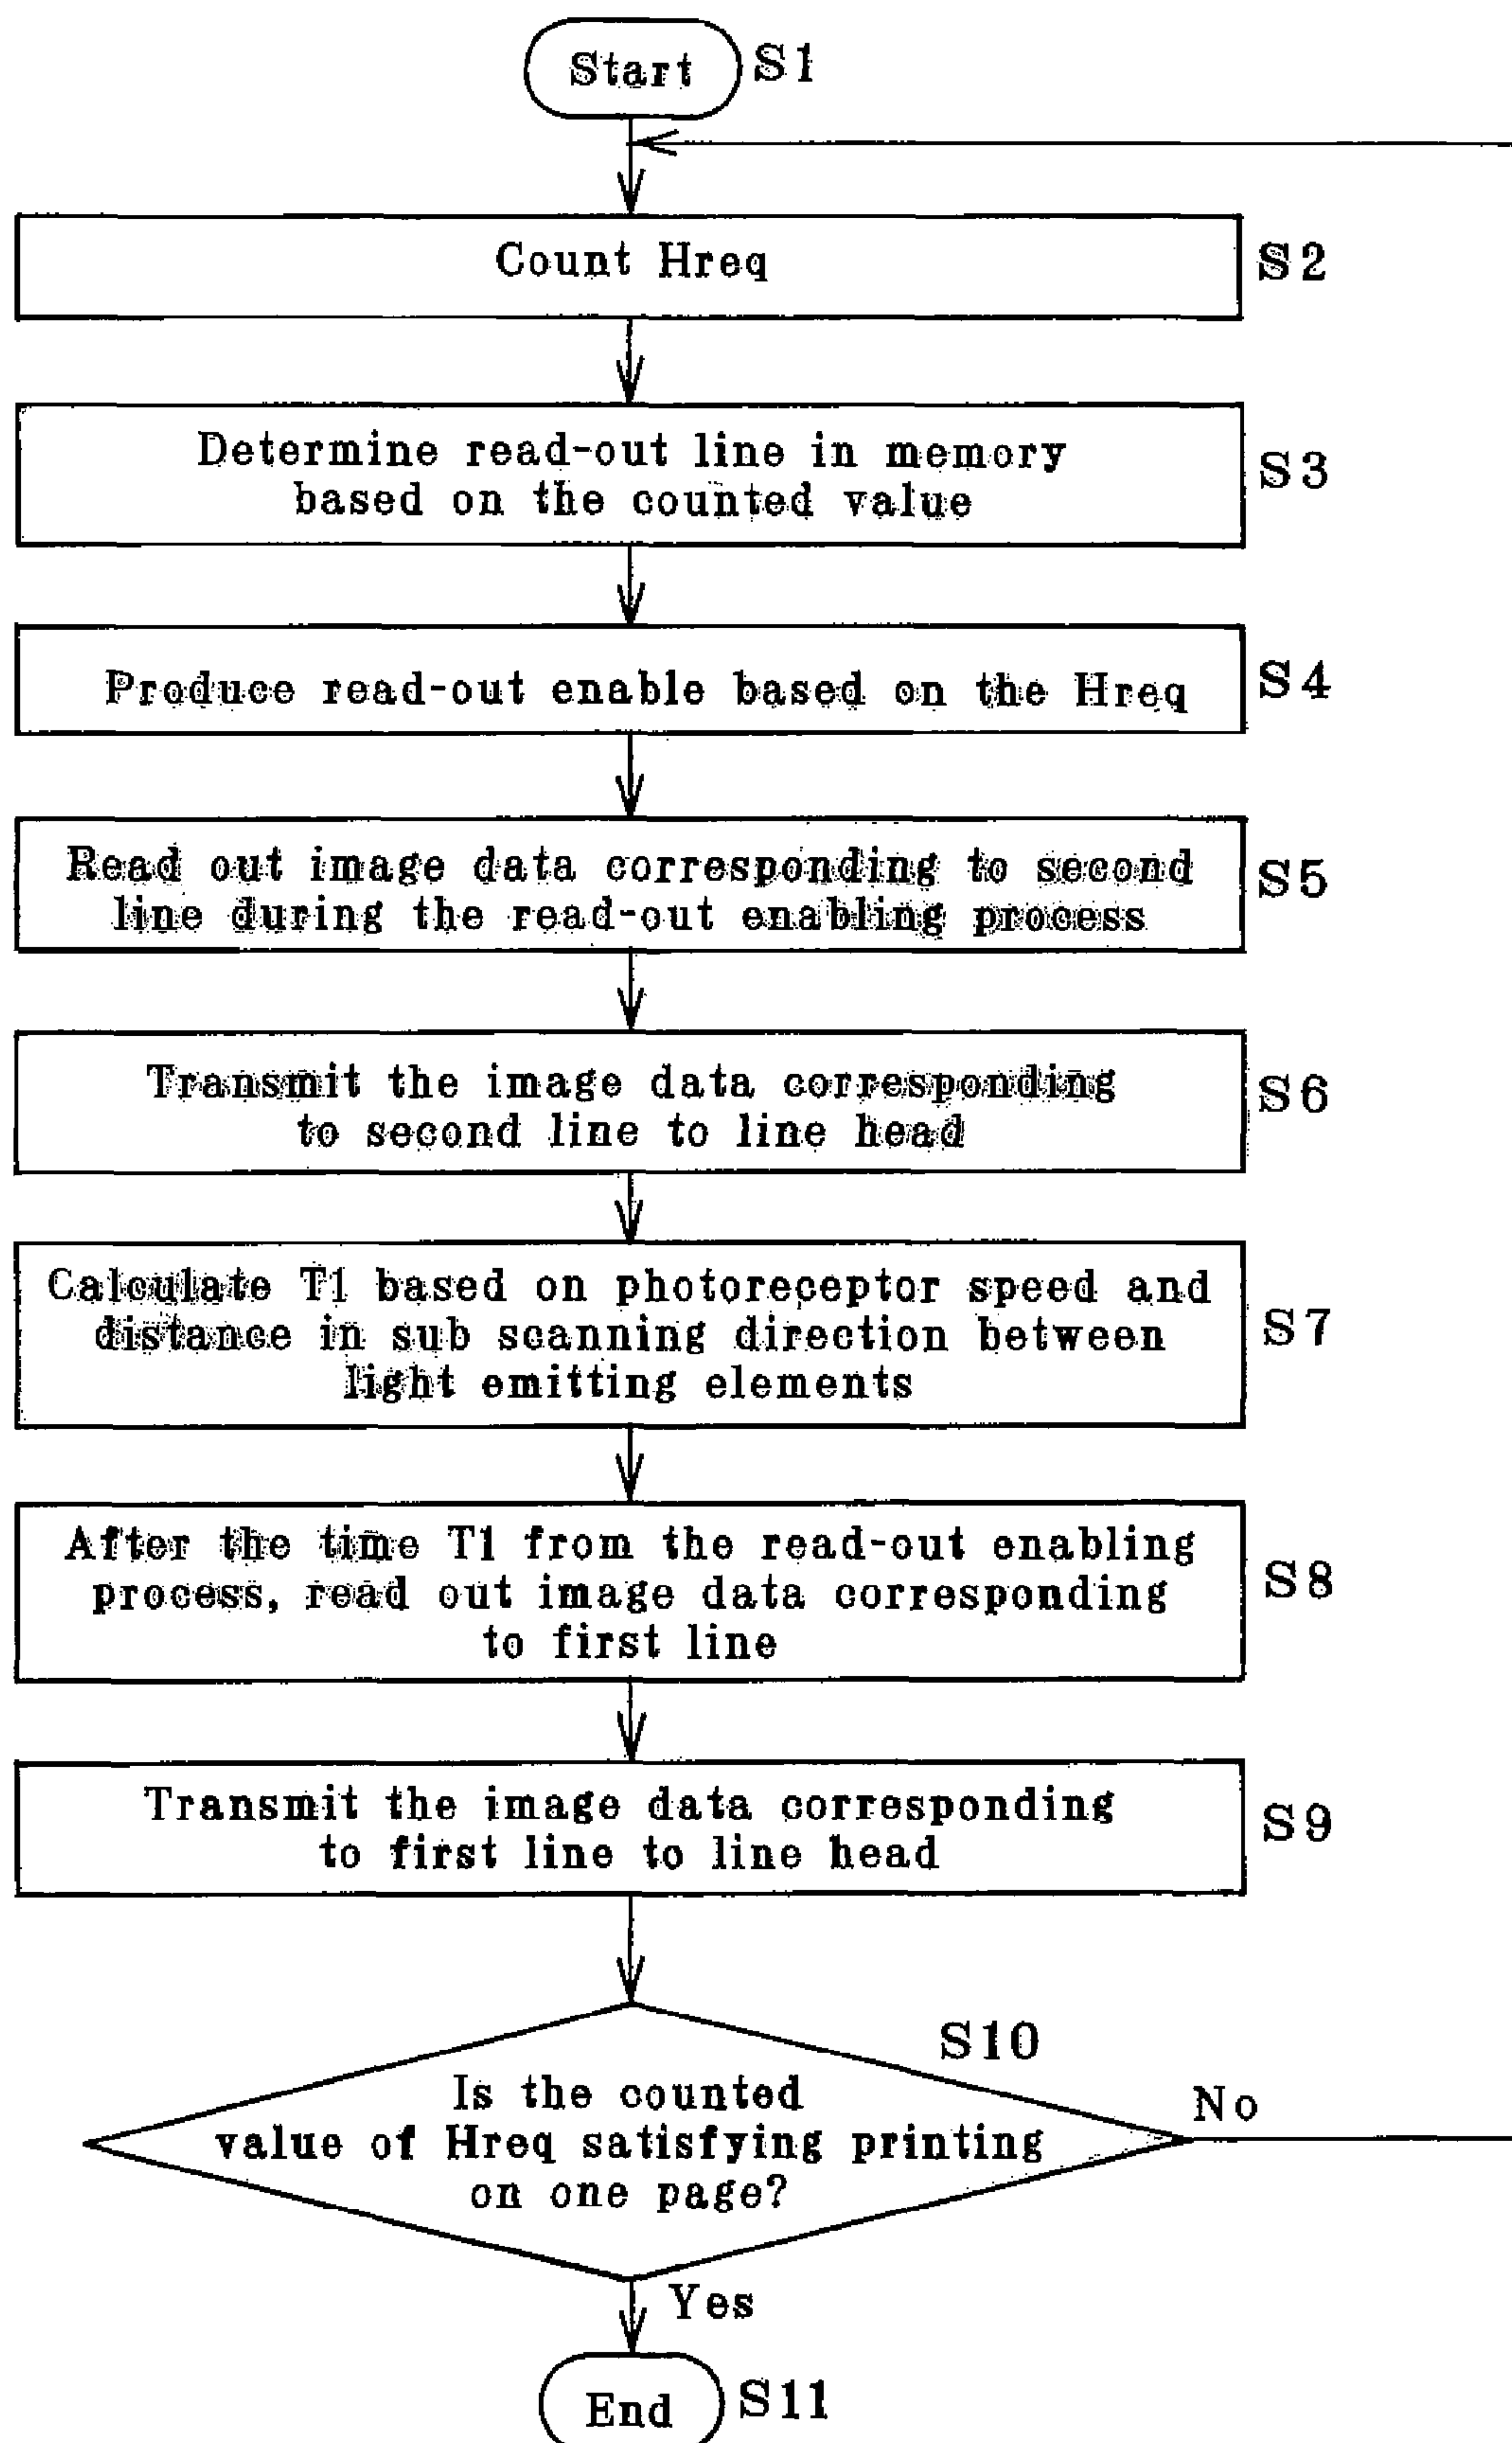 Start S1
Count Hreq S2
Determine read-out line in memory
based on the counted value
S3
Produce read-out enable based on the Hreq S4
Read out image data corresponding to second
line during the read-out enabling process
S5
Transmit the image data corresponding
to second line to line head
S6
Calculate T1 based on photoreceptor speed and
distance in sub scanning direction between
light emitting elements
S7
After the time T1 from the read-out enabling
process, read out image data corresponding
to first line
S8
Transmit the image data corresponding
to first line to line head
S9
S10
Is the counted
value of Hreq satisfying printing
on one page?
No
Yes
End S11